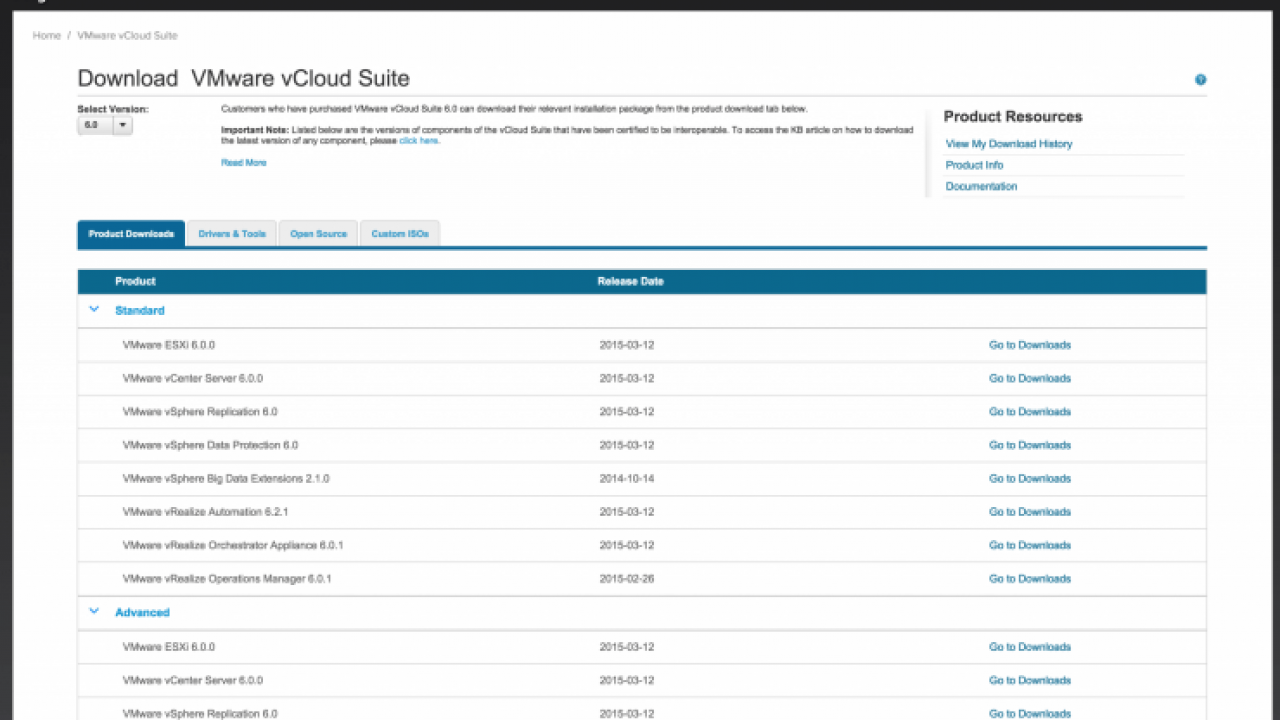 Home / VMware vCloud Suite
Download VMware vCloud Suite
Select Version:
6.0
Customers who have purchased VMware vCloud Suite 6.0 can download their relevant installation package from the product download tab below.
Important Note: Listed below are the versions of components of the vCloud Suite that have been certified to be interoperable. To access the KB article on how to download
the latest version of any component, please click here.
Read More
Product Resources
View My Download History
Product Info
Documentation
Product Downloads Drivers & Tools Open Source Custom ISOs
Product Release Date
Standard
VMware ESXi 6.0.0 2015-03-12 Go to Downloads
VMware vCenter Server 6.0.0 2015-03-12 Go to Downloads
VMware vSphere Replication 6.0 2015-03-12 Go to Downloads
VMware vSphere Data Protection 6.0 2015-03-12 Go to Downloads
VMware vSphere Big Data Extensions 2.1.0 2014-10-14 Go to Downloads
VMware vRealize Automation 6.2.1 2015-03-12 Go to Downloads
VMware vRealize Orchestrator Appliance 6.0.1 2015-03-12 Go to Downloads
VMware vRealize Operations Manager 6.0.1 2015-02-26 Go to Downloads
Advanced
VMware ESXi 6.0.0 2015-03-12 Go to Downloads
VMware vCenter Server 6.0.0 2015-03-12 Go to Downloads
VMware vSphere Replication 6.0 2015-03-12 Go to Downloads